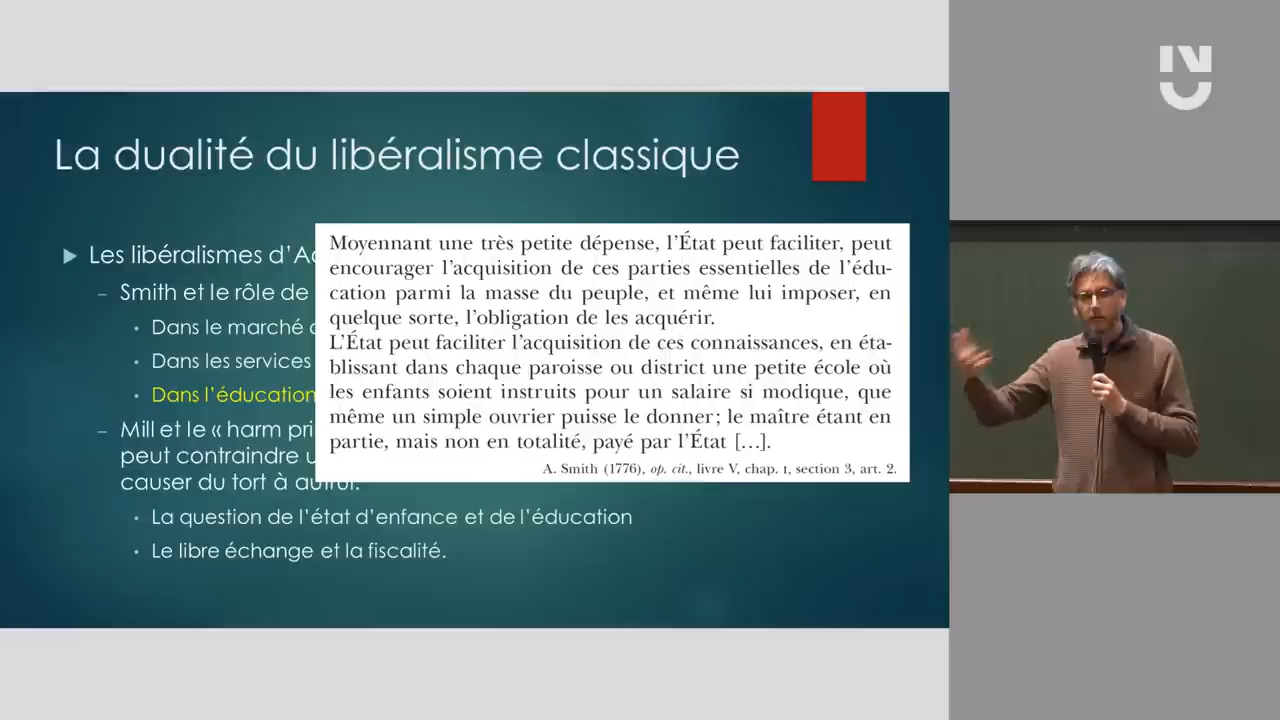 La dualité du libéralisme classique
Les libéralismes d'A
Smith et le rôle de
Dans le marché
Dans les services
Dans l'éducation
Mill et le « harm pri
peut contraindre
causer du tort à autrui.
La question de l'état d'enfance et de l'éducation
Le libre échange et la fiscalité.
Moyennant une très petite dépense, l'État peut faciliter, peut
encourager l'acquisition de ces parties essentielles de l'édu-
cation parmi la masse du peuple, et même lui imposer, en
quelque sorte, l'obligation de les acquérir.
L'État peut faciliter l'acquisition de ces connaissances, en éta-
blissant dans chaque paroisse ou district une petite école où
les enfants soient instruits pour un salaire si modique, que
même un simple ouvrier puisse le donner; le maître étant en
partie, mais non en totalité, payé par l'État […].
A. Smith (1776), op. cit., livre V, chap. I, section 3, art. 2.